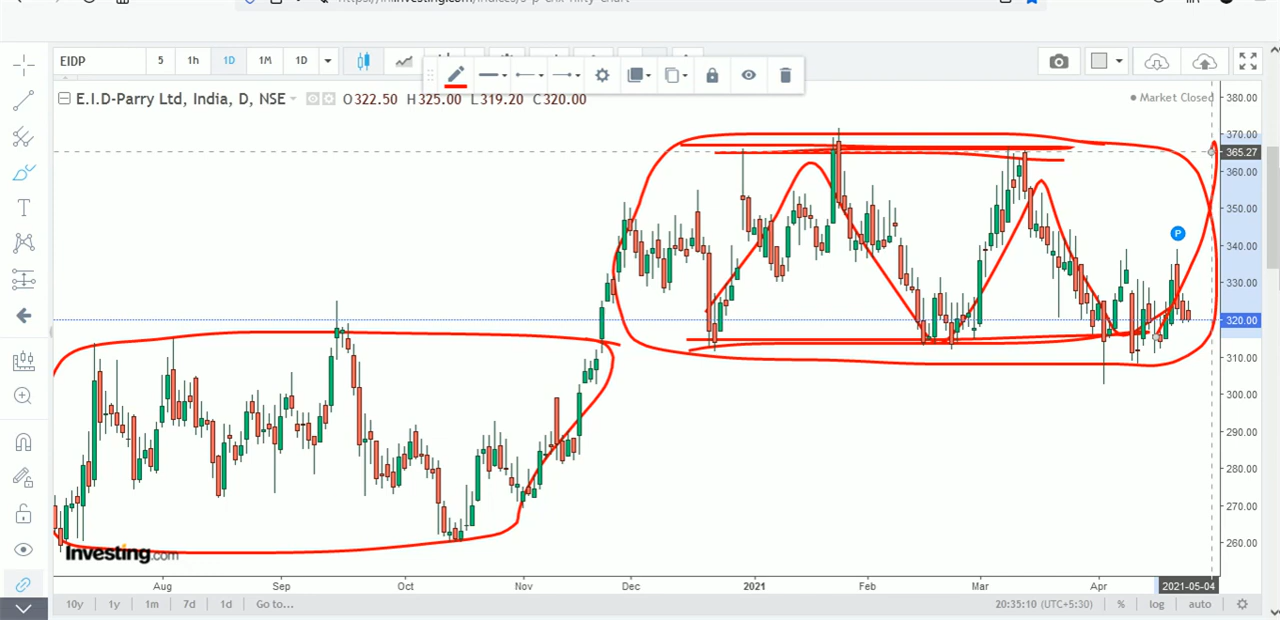 EIDP 5 1h 1D 1M 1D
E.I.D-Parry Ltd, India, D, NSE O322.50 H325.00 L319.20 C320.00
Market Closed
380.00
370.00
365.27
360.00
350.00
340.00
P
330.00
320.00
310.00
300.00
290.00
280.00
270.00
260.00
Investing.com
Aug Sep Oct Nov Dec 2021 Feb Mar Apr 2021-05-04
10y 1y 1m 7d 1d Go to... 20:35:10 (UTC+5:30) % log auto